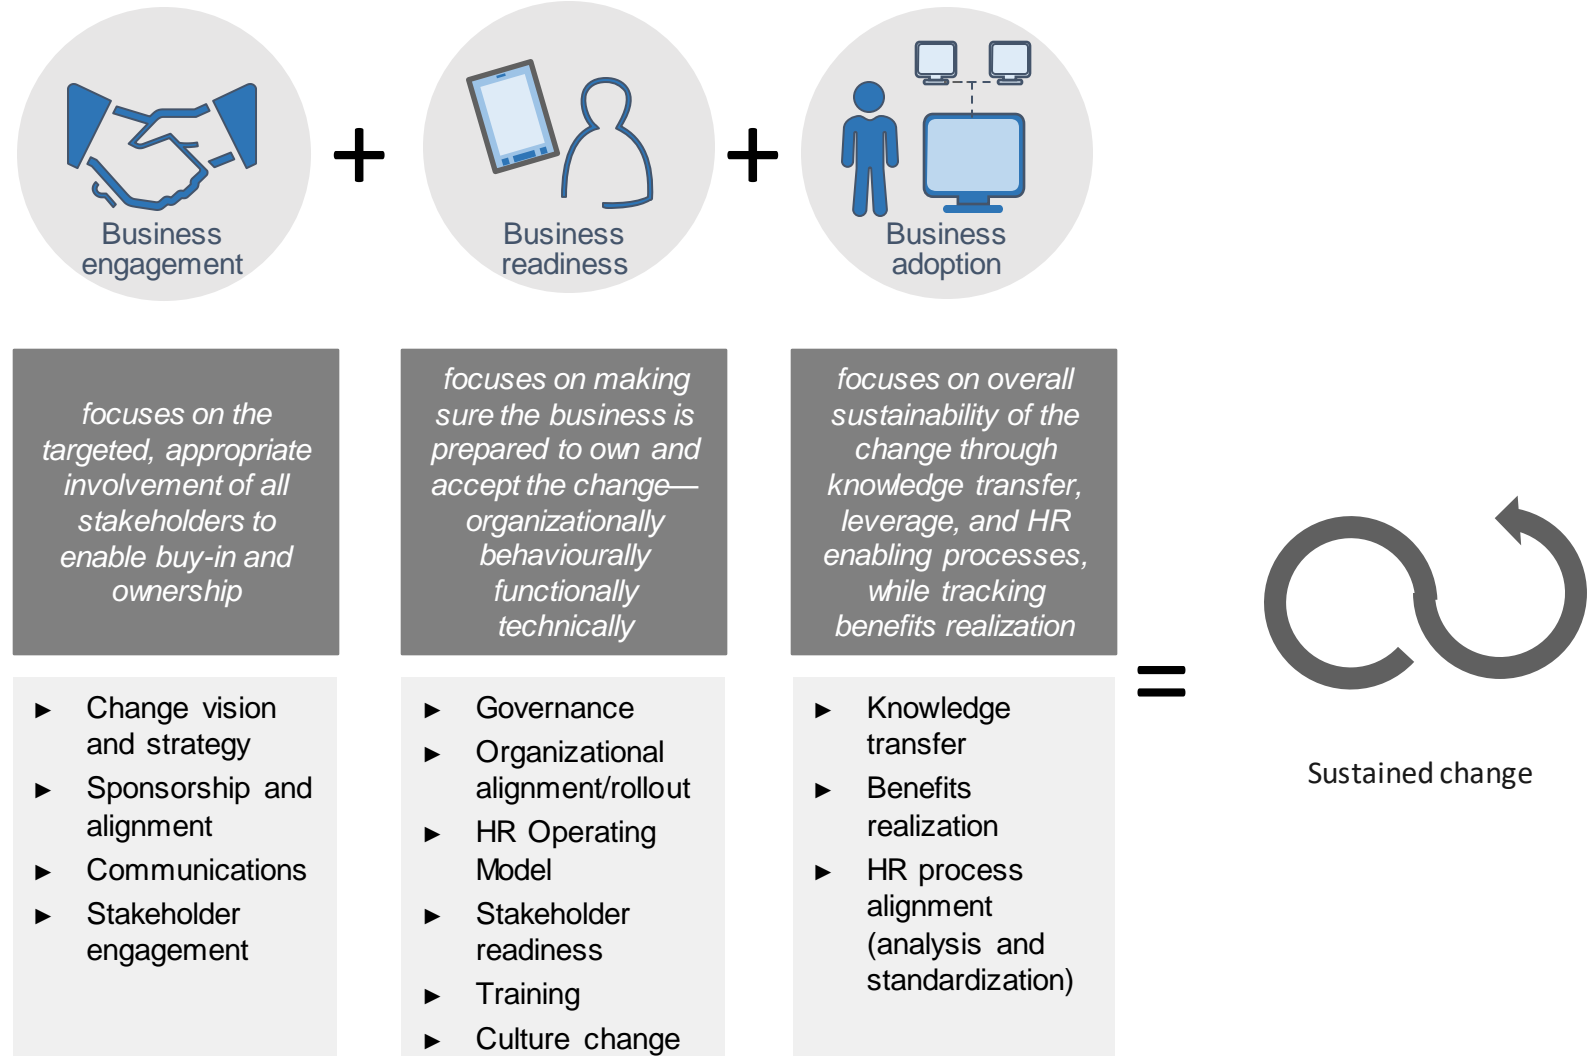 Business
engagement
+
Business
readiness
+
Business
adoption
focuses on the
targeted, appropriate
involvement of all
stakeholders to
enable buy-in and
ownership
focuses on making
sure the business is
prepared to own and
accept the change—
organizationally
behaviourally
functionally
technically
focuses on overall
sustainability of the
change through
knowledge transfer,
leverage, and HR
enabling processes,
while tracking
benefits realization
► Change vision
and strategy
► Sponsorship and
alignment
► Communications
► Stakeholder
engagement
► Governance
► Organizational
alignment/rollout
► HR Operating
Model
► Stakeholder
readiness
► Training
► Culture change
► Knowledge
transfer
► Benefits
realization
► HR process
alignment
(analysis and
standardization)
=
Sustained change